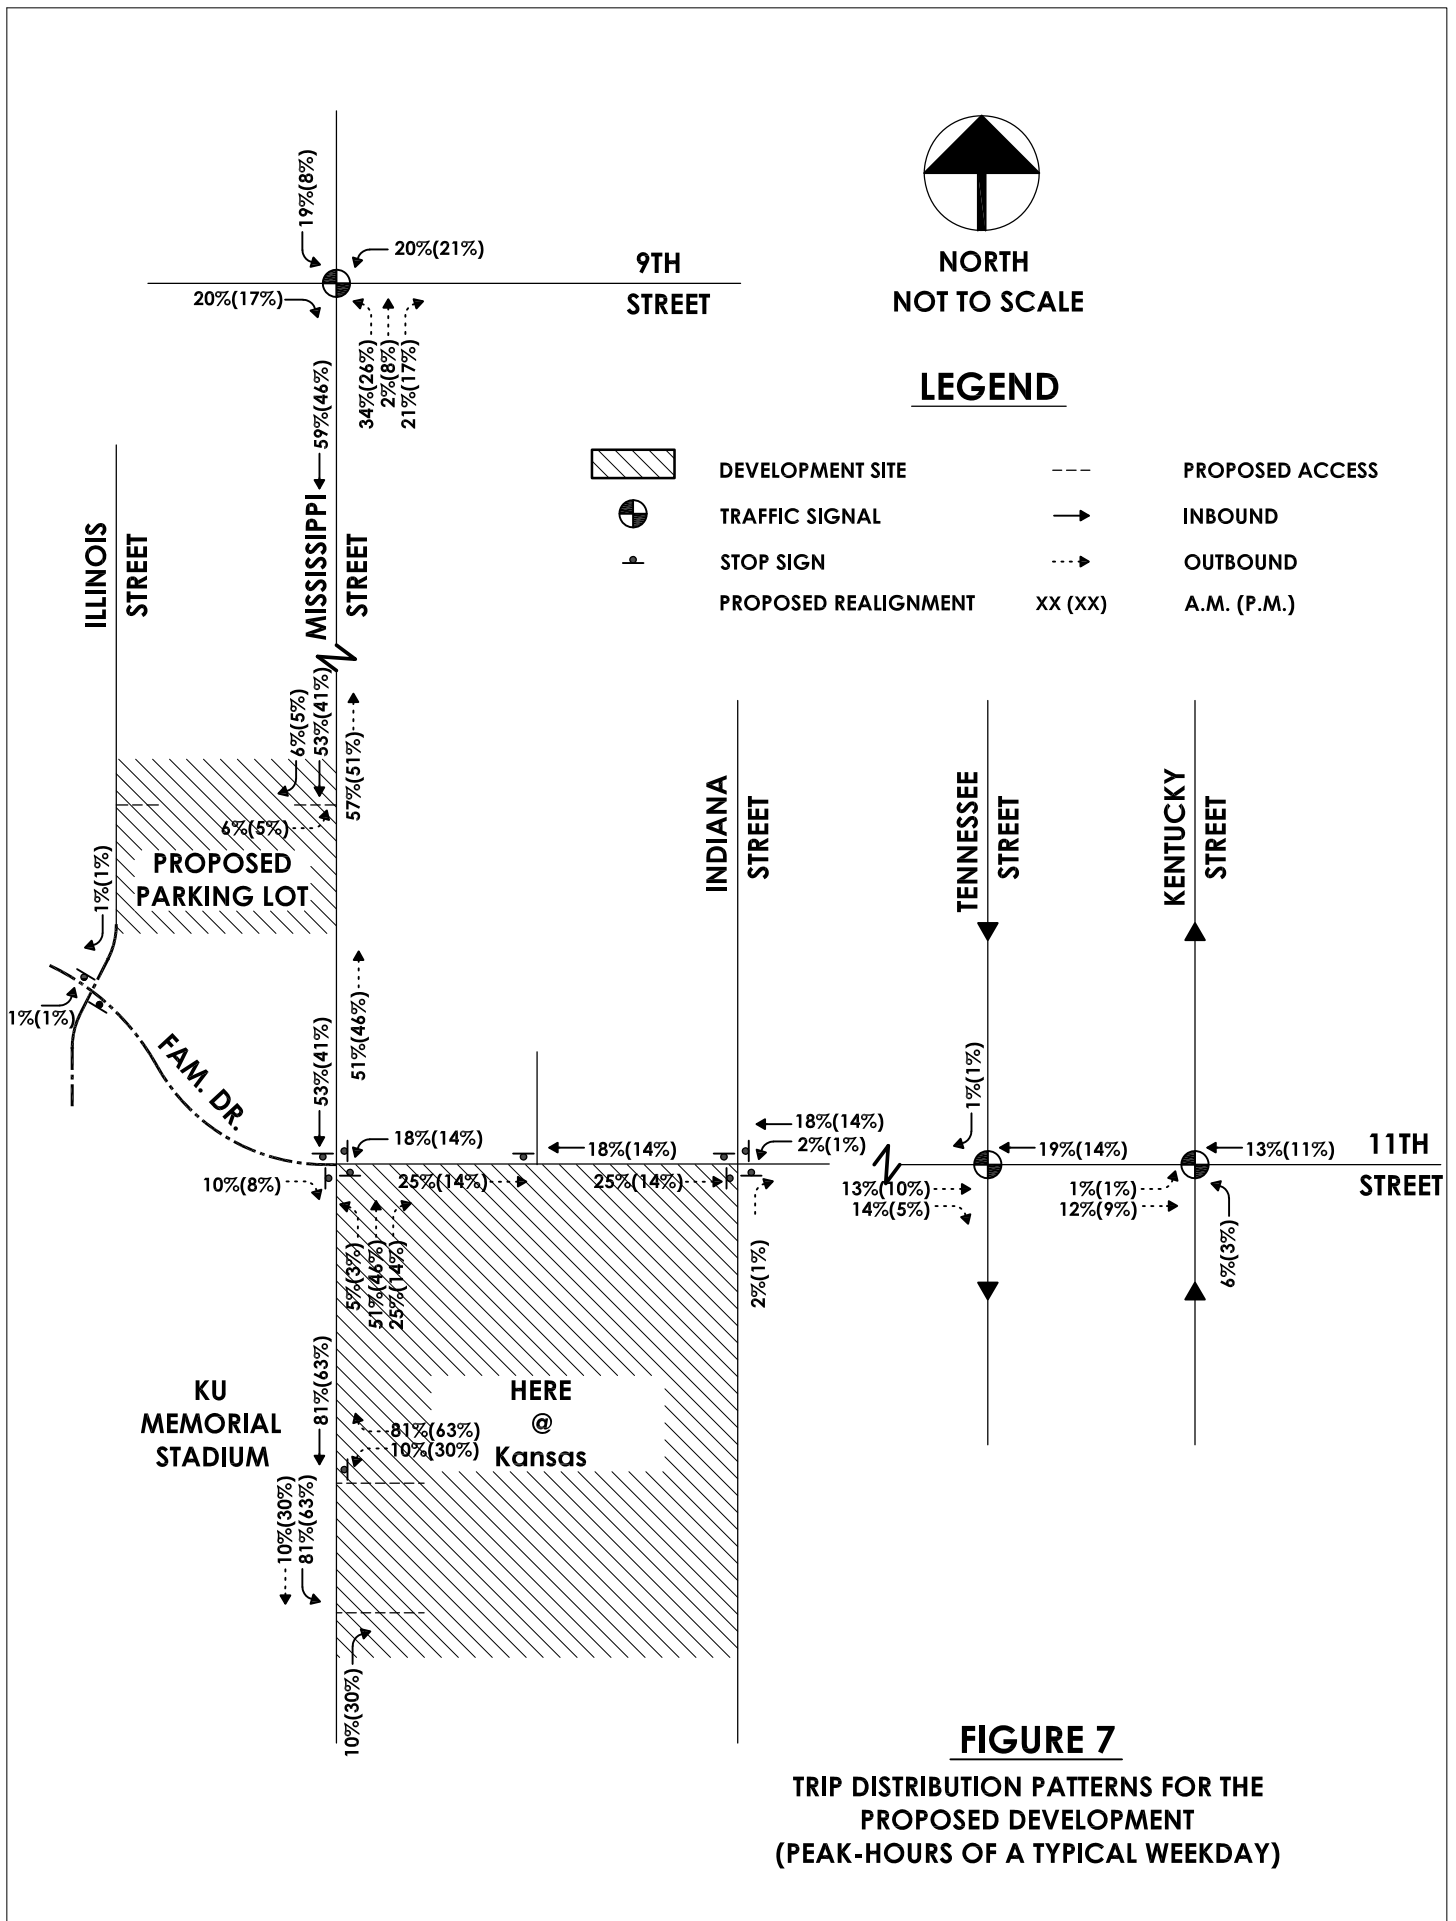 19%(8%)
20%(21%)
9TH
STREET
20%(17%)
34%(26%)
2%(8%)
21%(17%)
59%(46%)
NORTH
NOT TO SCALE
LEGEND
DEVELOPMENT SITE
PROPOSED ACCESS
TRAFFIC SIGNAL
INBOUND
STOP SIGN
OUTBOUND
PROPOSED REALIGNMENT
XX (XX)
A.M. (P.M.)
ILLINOIS
STREET
MISSISSIPPI
STREET
6%(5%)
53%(41%)
57%(51%)
6%(5%)
PROPOSED
PARKING LOT
1%(1%)
1%(1%)
FAM. DR.
53%(41%)
51%(46%)
INDIANA
STREET
TENNESSEE
STREET
KENTUCKY
STREET
18%(14%)
18%(14%)
18%(14%)
2%(1%)
1%(1%)
19%(14%)
13%(11%)
11TH
STREET
10%(8%)
25%(14%)
25%(14%)
13%(10%)
14%(5%)
1%(1%)
12%(9%)
6%(3%)
5%(3%)
51%(46%)
25%(14%)
2%(1%)
81%(63%)
KU
MEMORIAL
STADIUM
HERE
@
Kansas
81%(63%)
10%(30%)
10%(30%)
81%(63%)
10%(30%)
FIGURE 7
TRIP DISTRIBUTION PATTERNS FOR THE
PROPOSED DEVELOPMENT
(PEAK-HOURS OF A TYPICAL WEEKDAY)